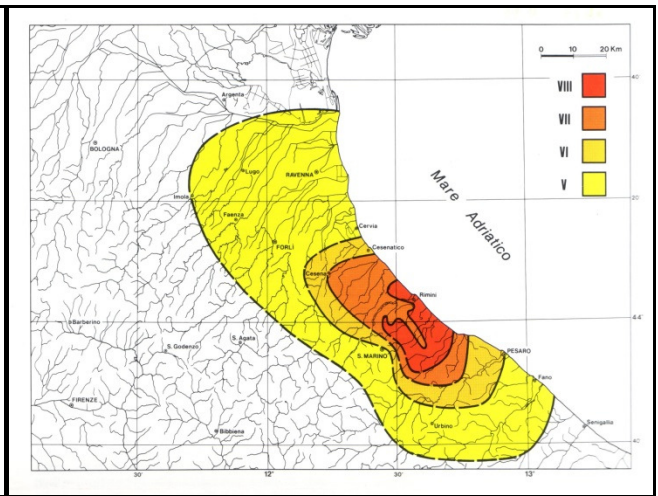 0 10 20 Km
40'
VIII
VII
VI
V
Argenta
BOLOGNA
Lugo
RAVENNA
Mare Adriatico
Imola
20'
Faenza
Cervia
FORLÌ
Cesenatico
Cesena
Rimini
Barberino
44°
S. Agata
S. Godenzo
S. MARINO
PESARO
Fano
FIRENZE
Urbino
Senigallia
Bibbiena
30'
12°
30'
13°